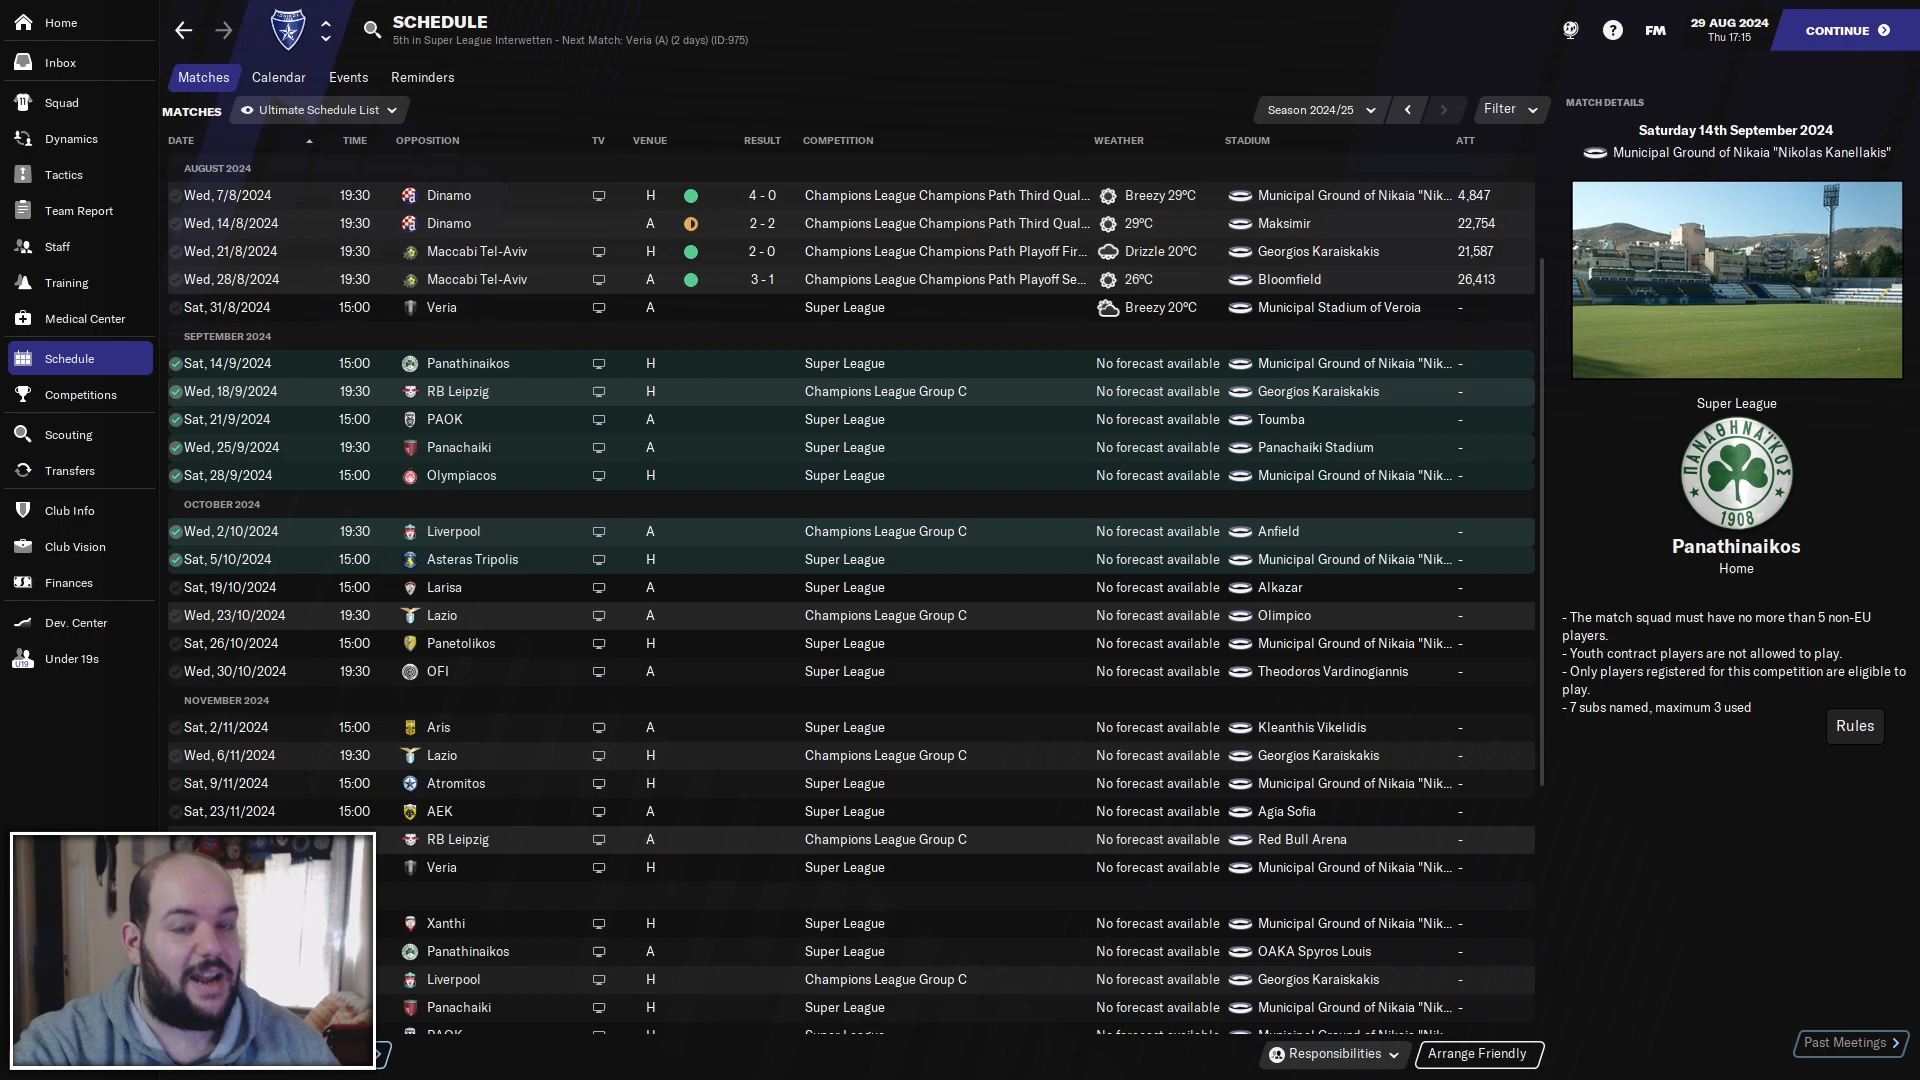 Home
Inbox
Squad
Dynamics
Tactics
Team Report
Staff
Training
Medical Center
Schedule
Competitions
Scouting
Transfers
Club Info
Club Vision
Finances
Dev. Center
U19
Under 19s
SCHEDULE
5th in Super League Interwetten - Next Match: Veria (A) (2 days) (ID:975)
FM
29 AUG 2024
Thu 17:15
CONTINUE
Matches Calendar Events Reminders
MATCHES Ultimate Schedule List Season 2024/25 Filter
DATE TIME OPPOSITION TV VENUE RESULT COMPETITION WEATHER STADIUM ATT
AUGUST 2024
Wed, 7/8/2024 19:30 Dinamo H 4 - 0 Champions League Champions Path Third Qual... Breezy 29ºC Municipal Ground of Nikaia "Nik... 4,847
Wed, 14/8/2024 19:30 Dinamo A 2 - 2 Champions League Champions Path Third Qual... 29ºC Maksimir 22,754
Wed, 21/8/2024 19:30 Maccabi Tel-Aviv H 2 - 0 Champions League Champions Path Playoff Fir... Drizzle 20ºC Georgios Karaiskakis 21,587
Wed, 28/8/2024 19:30 Maccabi Tel-Aviv A 3 - 1 Champions League Champions Path Playoff Se... 26ºC Bloomfield 26,413
Sat, 31/8/2024 15:00 Veria A Super League Breezy 20ºC Municipal Stadium of Veroia -
SEPTEMBER 2024
Sat, 14/9/2024 15:00 Panathinaikos H Super League No forecast available Municipal Ground of Nikaia "Nik... -
Wed, 18/9/2024 19:30 RB Leipzig H Champions League Group C No forecast available Georgios Karaiskakis -
Sat, 21/9/2024 15:00 PAOK A Super League No forecast available Toumba -
Wed, 25/9/2024 19:30 Panachaiki A Super League No forecast available Panachaiki Stadium -
Sat, 28/9/2024 15:00 Olympiacos H Super League No forecast available Municipal Ground of Nikaia "Nik... -
OCTOBER 2024
Wed, 2/10/2024 19:30 Liverpool A Champions League Group C No forecast available Anfield -
Sat, 5/10/2024 15:00 Asteras Tripolis H Super League No forecast available Municipal Ground of Nikaia "Nik... -
Sat, 19/10/2024 15:00 Larisa A Super League No forecast available Alkazar -
Wed, 23/10/2024 19:30 Lazio A Champions League Group C No forecast available Olimpico -
Sat, 26/10/2024 15:00 Panetolikos H Super League No forecast available Municipal Ground of Nikaia "Nik... -
Wed, 30/10/2024 19:30 OFI A Super League No forecast available Theodoros Vardinogiannis -
NOVEMBER 2024
Sat, 2/11/2024 15:00 Aris A Super League No forecast available Kleanthis Vikelidis -
Wed, 6/11/2024 19:30 Lazio H Champions League Group C No forecast available Georgios Karaiskakis -
Sat, 9/11/2024 15:00 Atromitos H Super League No forecast available Municipal Ground of Nikaia "Nik... -
Sat, 23/11/2024 15:00 AEK A Super League No forecast available Agia Sofia -
RB Leipzig A Champions League Group C No forecast available Red Bull Arena -
Veria H Super League No forecast available Municipal Ground of Nikaia "Nik... -
Xanthi H Super League No forecast available Municipal Ground of Nikaia "Nik... -
Panathinaikos A Super League No forecast available OAKA Spyros Louis -
Liverpool H Champions League Group C No forecast available Georgios Karaiskakis -
Panachaiki H Super League No forecast available Municipal Ground of Nikaia "Nik... -
PAOK H Super League No forecast available Municipal Ground of Nikaia "Nik... -
Responsibilities Arrange Friendly
MATCH DETAILS
Saturday 14th September 2024
Municipal Ground of Nikaia "Nikolas Kanellakis"
Super League
ΠΑΝΑΘΗΝΑΪΚΟΣ
1908
Panathinaikos
Home
- The match squad must have no more than 5 non-EU
players.
- Youth contract players are not allowed to play.
- Only players registered for this competition are eligible to
play.
- 7 subs named, maximum 3 used
Rules
Past Meetings